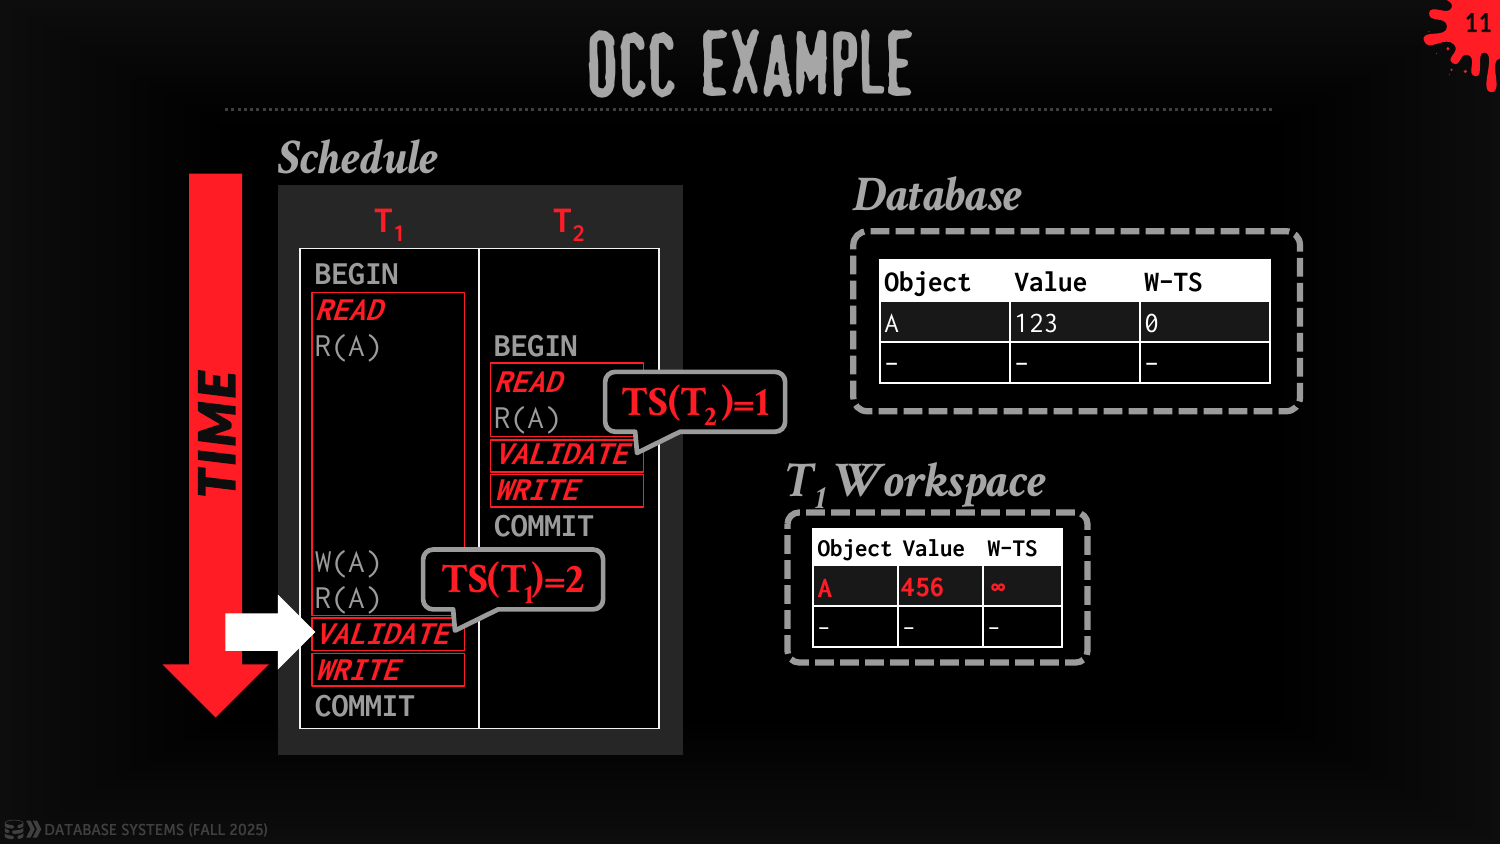 11
OCC EXAMPLE
Schedule
T1 T2
BEGIN
READ
R(A)
W(A)
R(A)
VALIDATE
WRITE
COMMIT
BEGIN
READ
R(A)
VALIDATE
WRITE
COMMIT
TS(T2)=1
TS(T1)=2
TIME
Database
Object Value W-TS
A 123 0
- - -
T1 Workspace
Object Value W-TS
A 456 ∞
- - -
DATABASE SYSTEMS (FALL 2025)